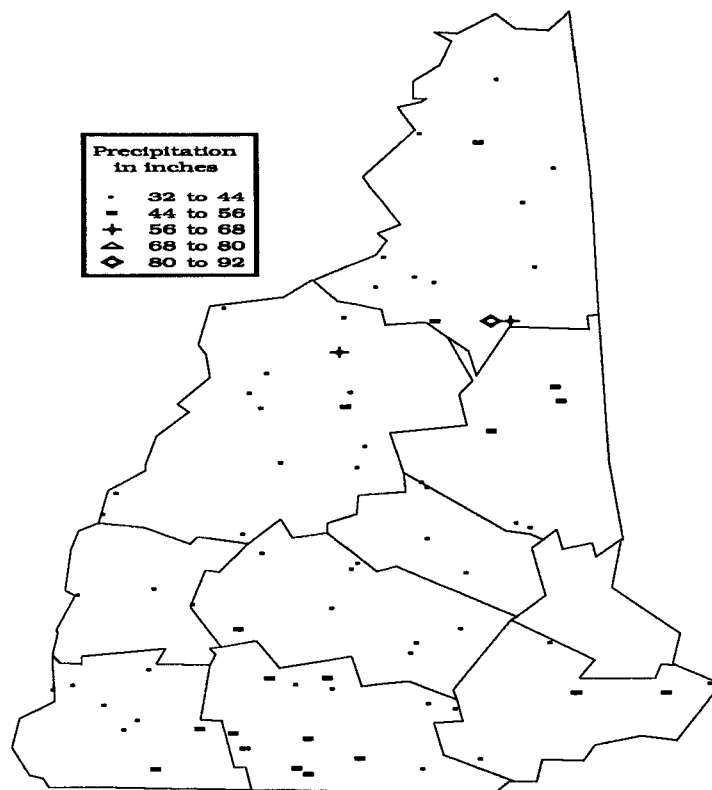 Precipitation
in inches
32 to 44
44 to 56
56 to 68
68 to 80
80 to 92